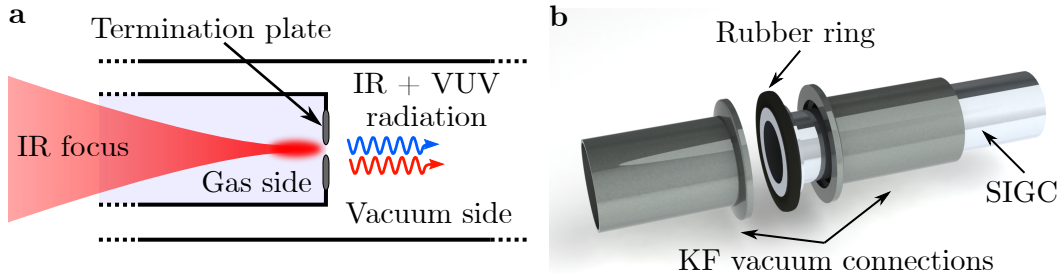 a
Termination plate
IR + VUV
radiation
IR focus
Gas side
Vacuum side
b
Rubber ring
SIGC
KF vacuum connections